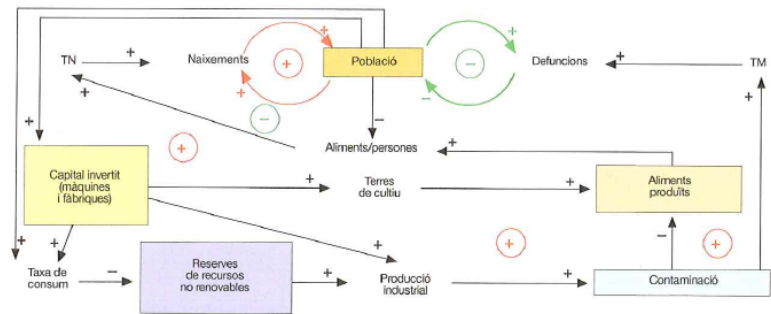 TN
+
Naixements
+
+
+
Població
+
−
−
Defuncions
+
TM
+
+
−
−
+
+
+
Aliments/persones
+
Capital invertit
(màquines
i fàbriques)
+
Terres
de cultiu
+
Aliments
produïts
+
+
+
+
−
+
Taxa de
consum
−
Reserves
de recursos
no renovables
+
Producció
industrial
+
Contaminació